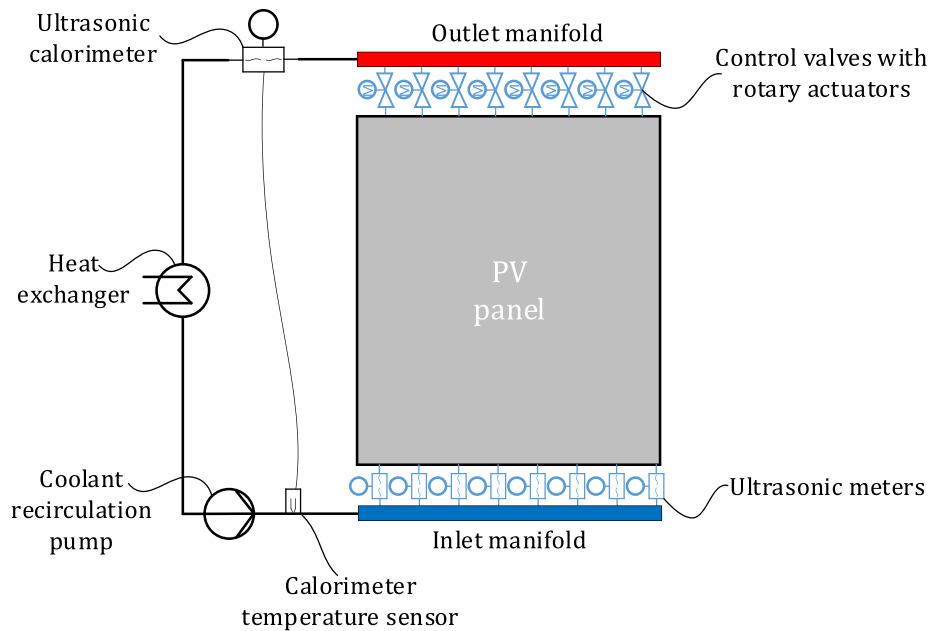 Ultrasonic
calorimeter
Outlet manifold
Control valves with
rotary actuators
Heat
exchanger
PV
panel
Coolant
recirculation
pump
Ultrasonic meters
Inlet manifold
Calorimeter
temperature sensor